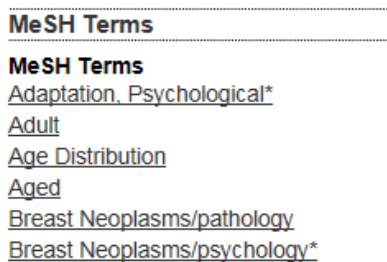 MeSH Terms
MeSH Terms
Adaptation, Psychological*
Adult
Age Distribution
Aged
Breast Neoplasms/pathology
Breast Neoplasms/psychology*